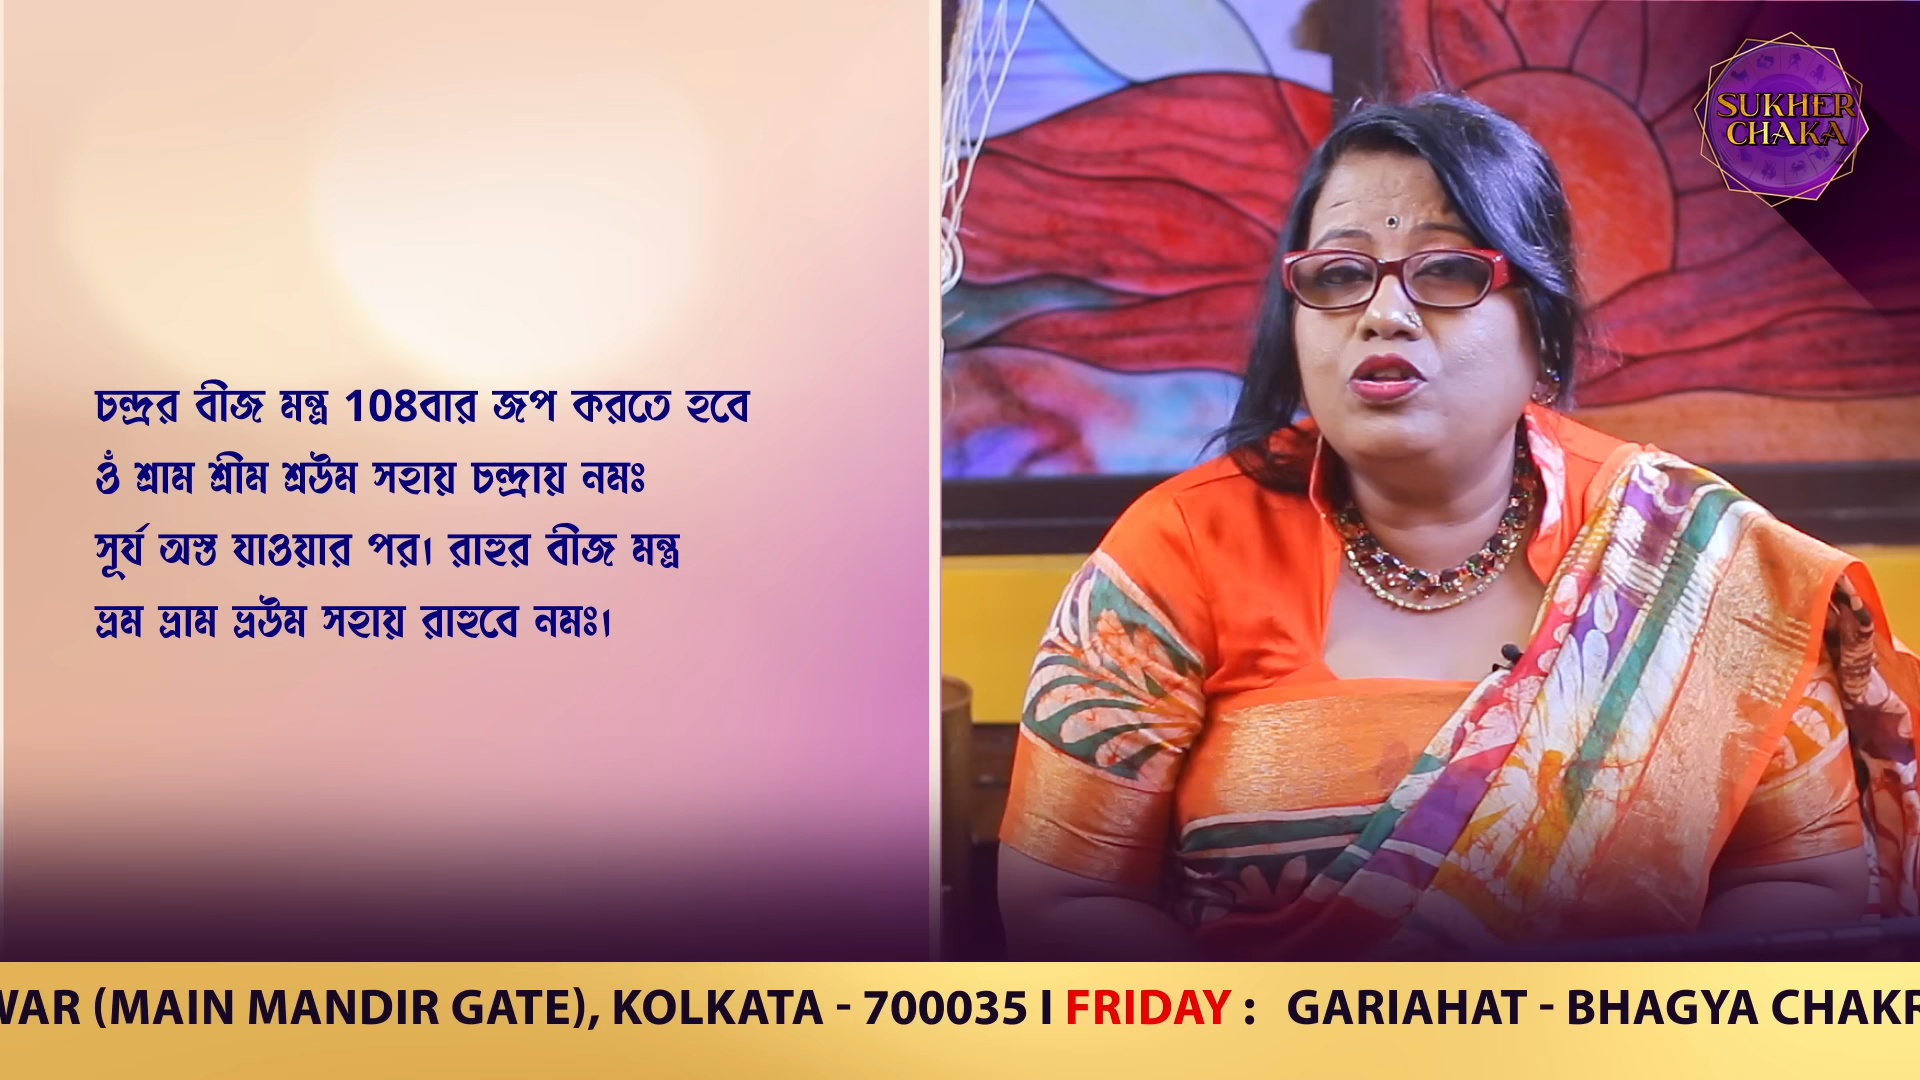 চন্দ্রর বীজ মন্ত্র 108বার জপ করতে হবে
ওঁ শ্রাম শ্রীম শ্রউম সহায় চন্দ্রায় নমঃ
সূর্য অস্ত যাওয়ার পর। রাহুর বীজ মন্ত্র
ভ্রম ভ্রাম ভ্রউম সহায় রাহুবে নমঃ।
SUKHER
CHAKA
WAR (MAIN MANDIR GATE), KOLKATA - 700035 I FRIDAY : GARIAHAT - BHAGYA CHAKR